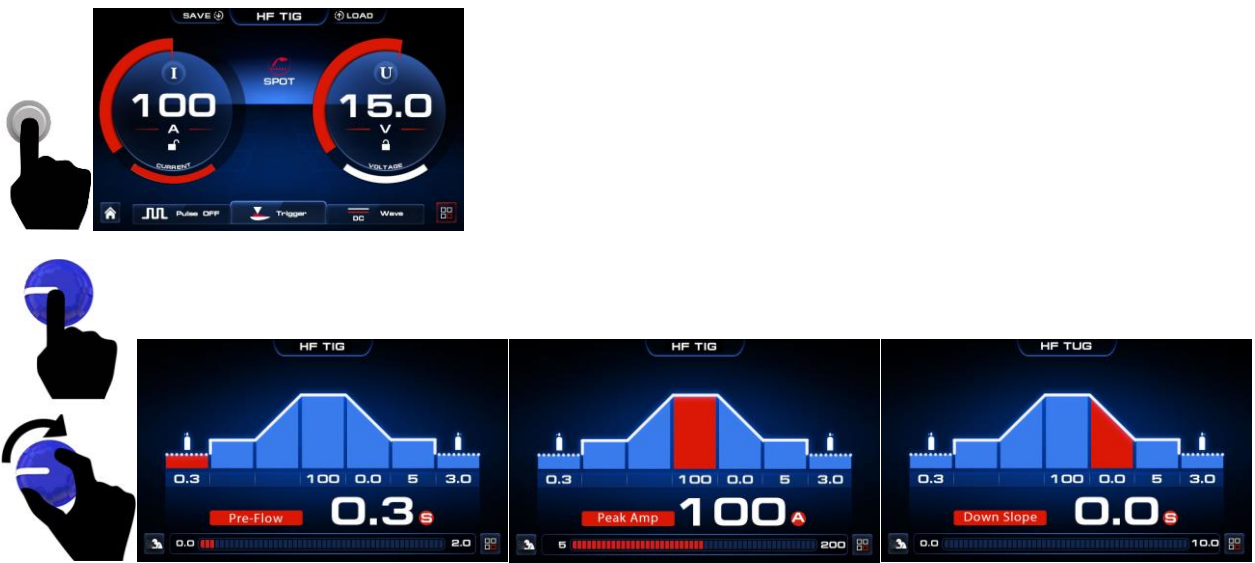 SAVE HF TIG LOAD
I SPOT U
100 15.0
A V
CURRENT VOLTAGE
Pulse OFF Trigger DC Wave
HF TIG
0.3 100 0.0 5 3.0
Pre-Flow 0.3 S
0.0 2.0
HF TIG
0.3 100 0.0 5 3.0
Peak Amp 100 A
5 200
HF TUG
0.3 100 0.0 5 3.0
Down Slope 0.0 S
0.0 10.0